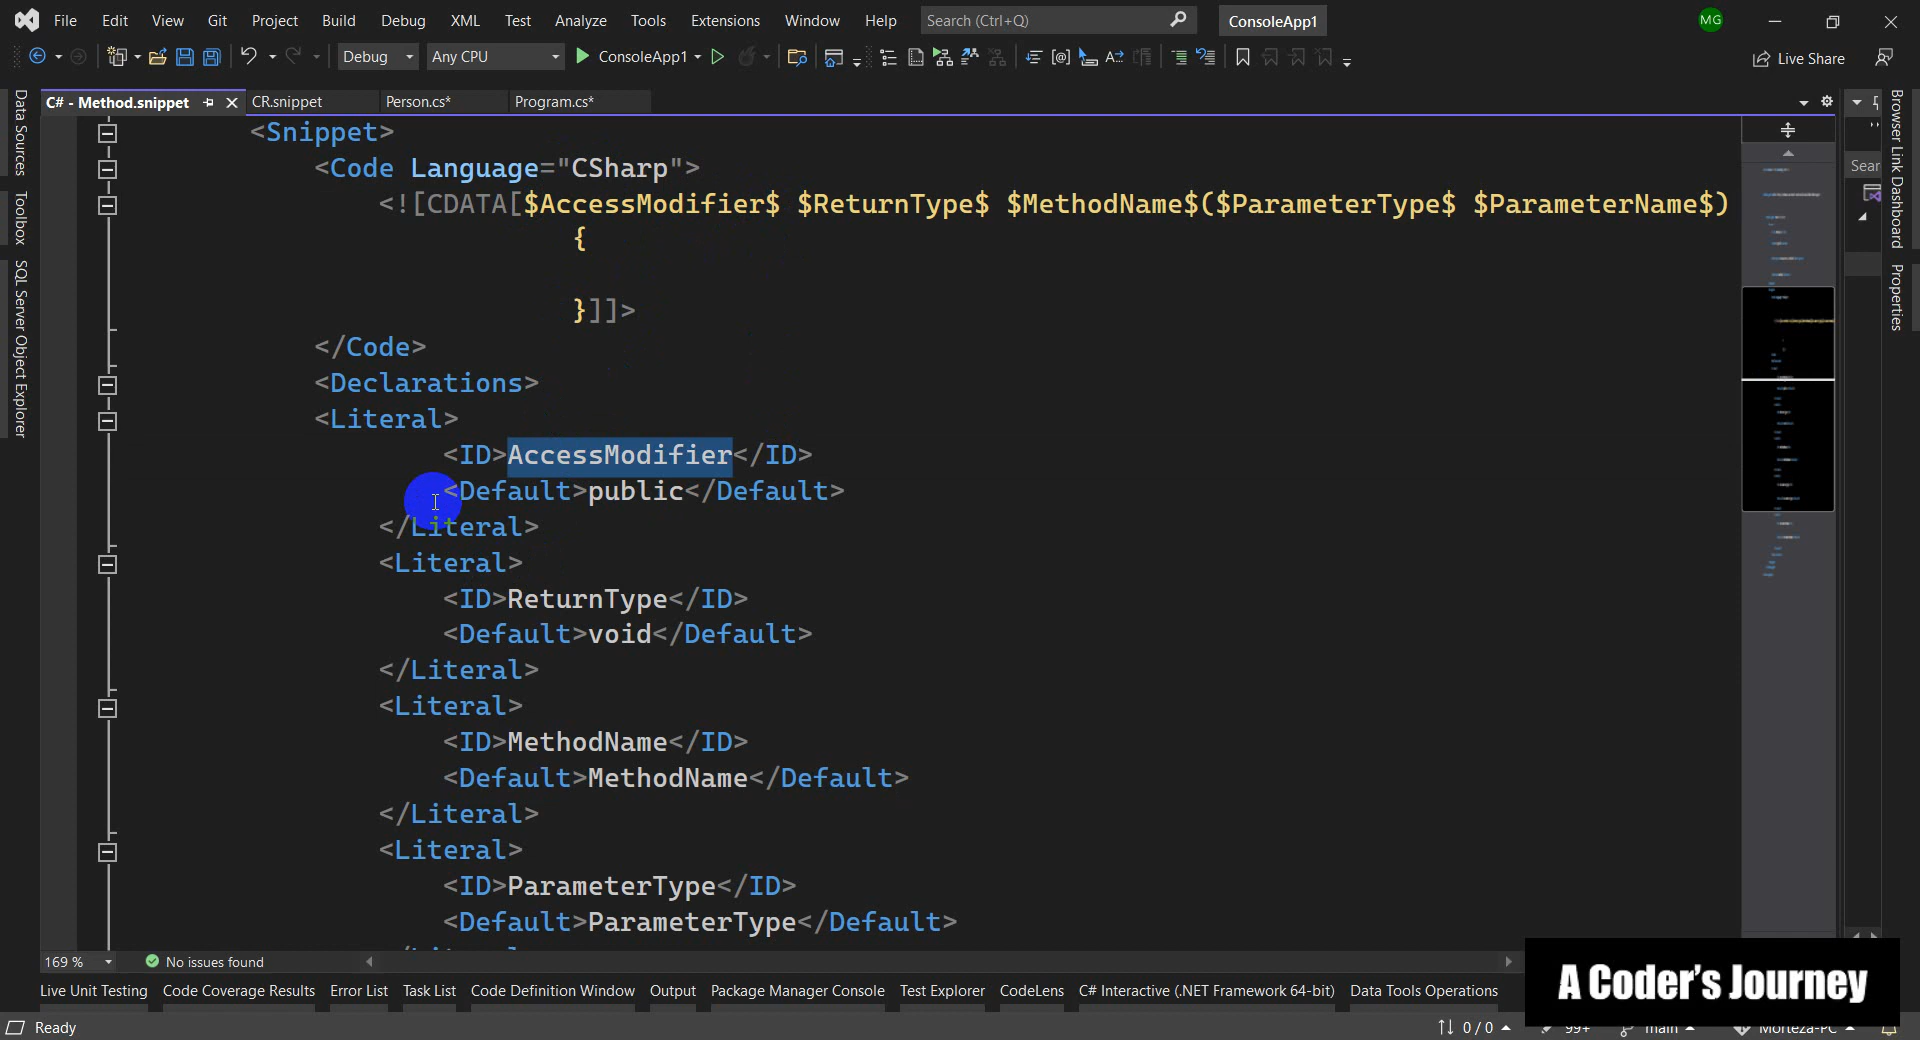 File Edit View Git Project Build Debug XML Test Analyze Tools Extensions Window Help Search (Ctrl+Q) ConsoleApp1 MG
Debug Any CPU ConsoleApp1 Live Share
C# - Method.snippet CR.snippet Person.cs* Program.cs*
Data Sources
Toolbox
SQL Server Object Explorer
<Snippet>
<Code Language="CSharp">
<![CDATA[$AccessModifier$ $ReturnType$ $MethodName$($ParameterType$ $ParameterName$)
{
}]]>
</Code>
<Declarations>
<Literal>
<ID>AccessModifier</ID>
<Default>public</Default>
</Literal>
<Literal>
<ID>ReturnType</ID>
<Default>void</Default>
</Literal>
<Literal>
<ID>MethodName</ID>
<Default>MethodName</Default>
</Literal>
<Literal>
<ID>ParameterType</ID>
<Default>ParameterType</Default>
Sear
Browser Link Dashboard
Properties
169 % No issues found
Live Unit Testing Code Coverage Results Error List Task List Code Definition Window Output Package Manager Console Test Explorer CodeLens C# Interactive (.NET Framework 64-bit) Data Tools Operations
A Coder's Journey
Ready 0 / 0 99+ main Morteza-PC